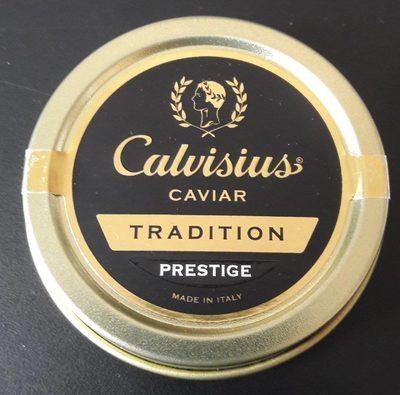 Calvisius®
CAVIAR
TRADITION
PRESTIGE
MADE IN ITALY